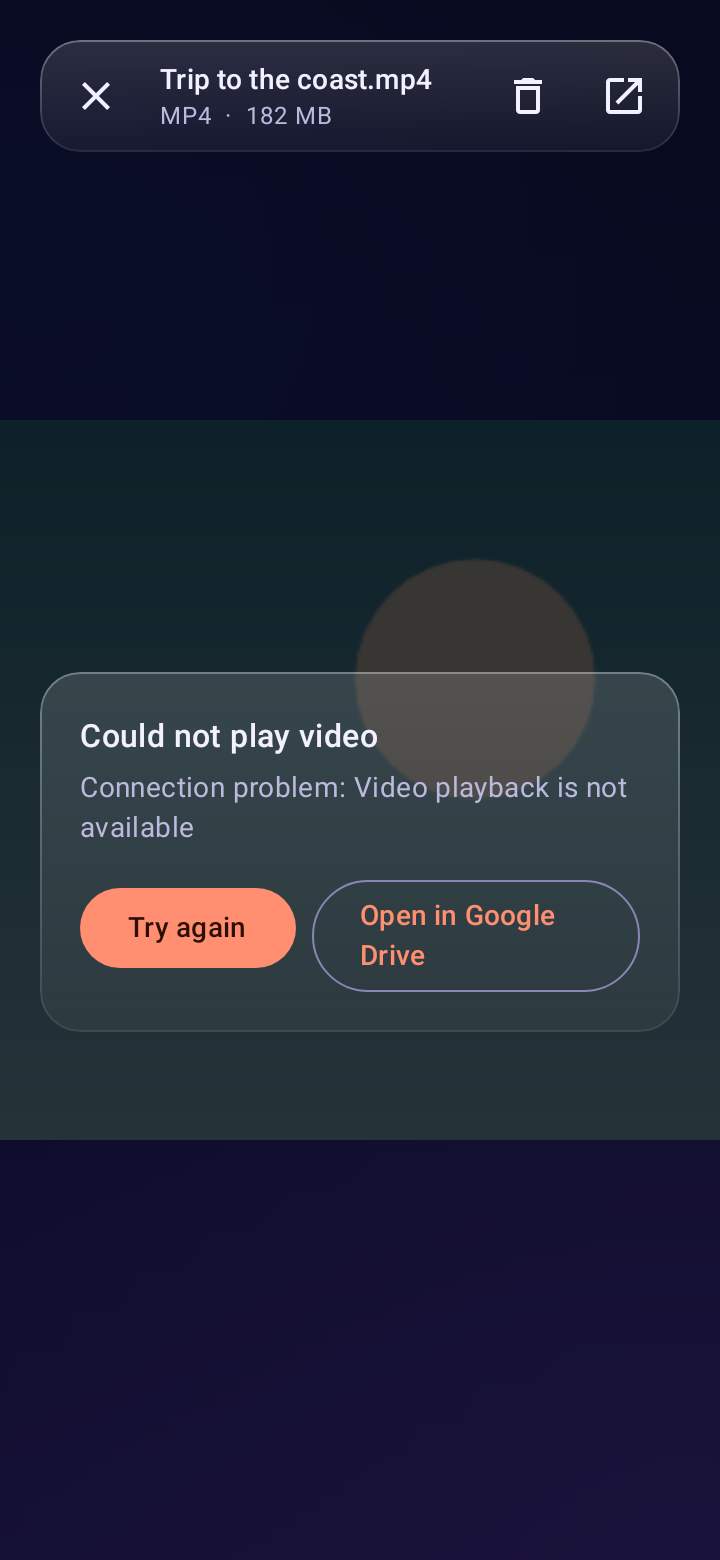 Trip to the coast.mp4
MP4 · 182 MB
Could not play video
Connection problem: Video playback is not
available
Try again
Open in Google
Drive